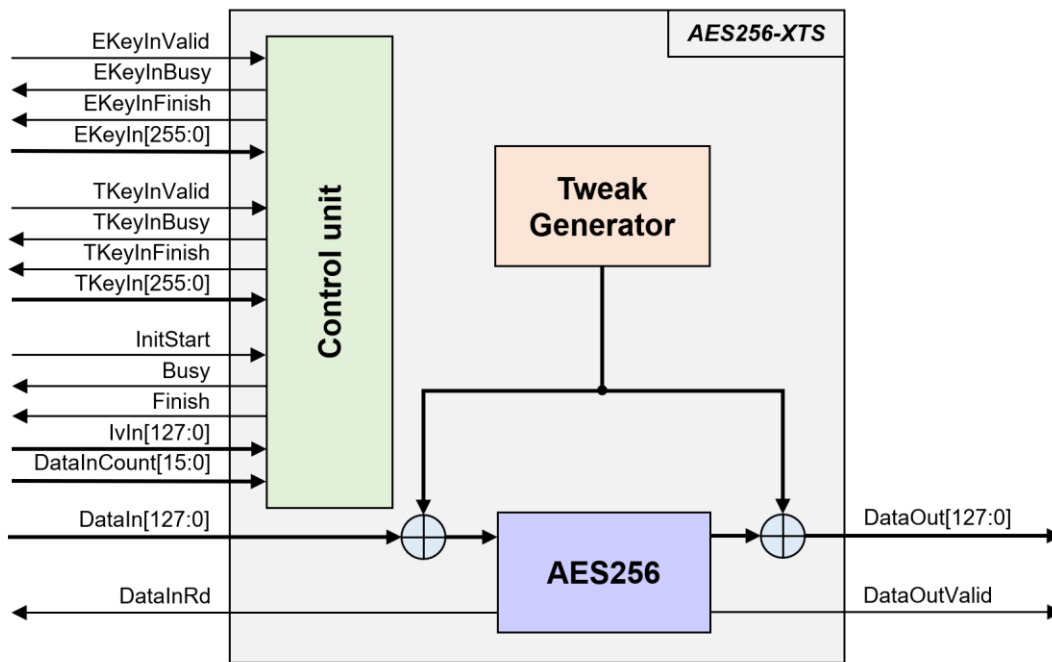 AES256-XTS
EKeyInValid
EKeyInBusy
EKeyInFinish
EKeyIn[255:0]
TKeyInValid
TKeyInBusy
TKeyInFinish
TKeyIn[255:0]
InitStart
Busy
Finish
IvIn[127:0]
DataInCount[15:0]
DataIn[127:0]
DataInRd
Control unit
Tweak
Generator
AES256
DataOut[127:0]
DataOutValid